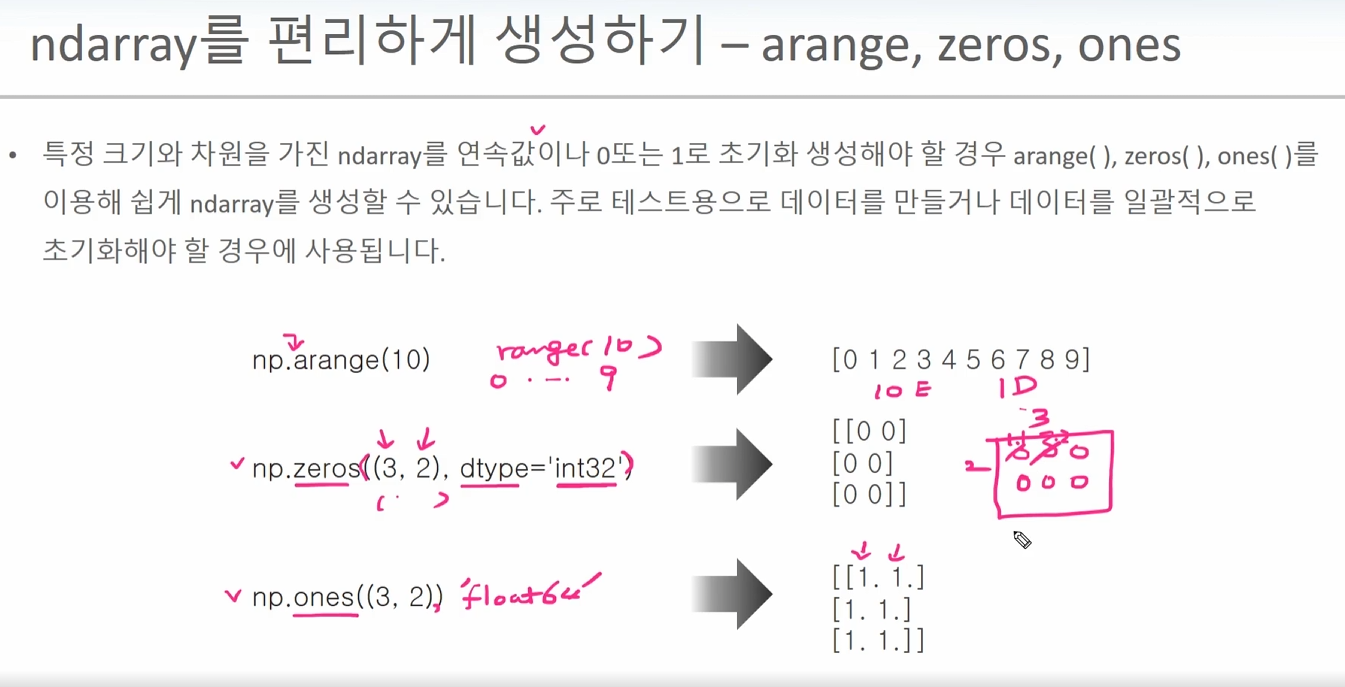 ndarray를 편리하게 생성하기 – arange, zeros, ones
• 특정 크기와 차원을 가진 ndarray를 연속값이나 0또는 1로 초기화 생성해야 할 경우 arange( ), zeros( ), ones( )를
이용해 쉽게 ndarray를 생성할 수 있습니다. 주로 테스트용으로 데이터를 만들거나 데이터를 일괄적으로
초기화해야 할 경우에 사용됩니다.
np.arange(10) range(10) [0 1 2 3 4 5 6 7 8 9]
0 · – · 9 10 E 1D
3
[[0 0]
np.zeros((3, 2), dtype='int32') [0 0] 2 0
( ) [0 0]] 0 0 0
[[1. 1.]
np.ones((3, 2)), 'float64' [1. 1.]
[1. 1.]]